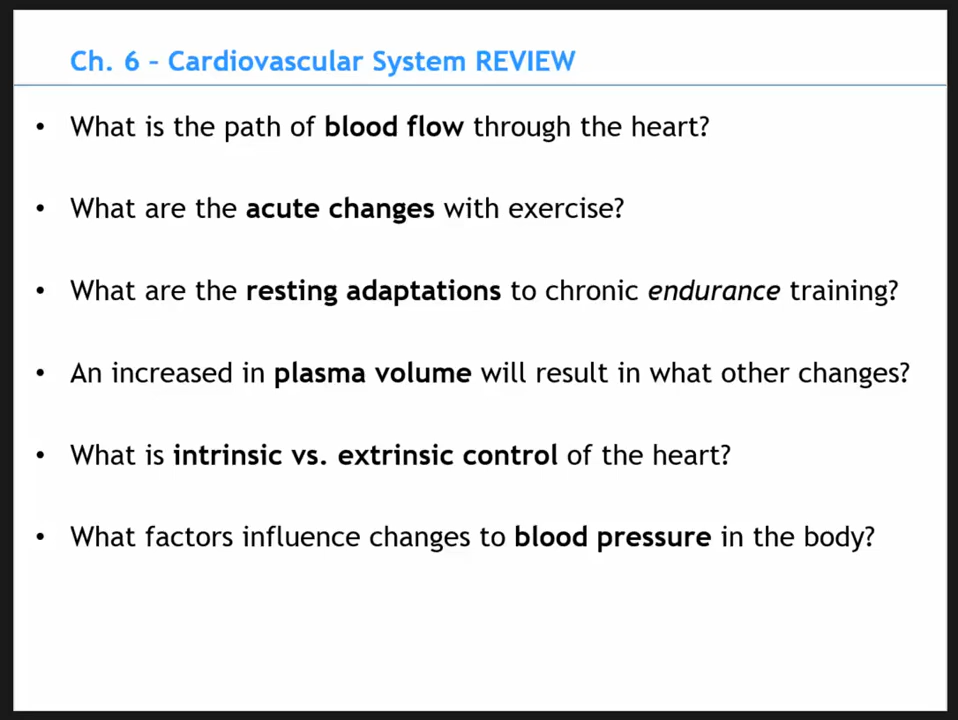 Ch. 6 – Cardiovascular System REVIEW
• What is the path of blood flow through the heart?
• What are the acute changes with exercise?
• What are the resting adaptations to chronic endurance training?
• An increased in plasma volume will result in what other changes?
• What is intrinsic vs. extrinsic control of the heart?
• What factors influence changes to blood pressure in the body?